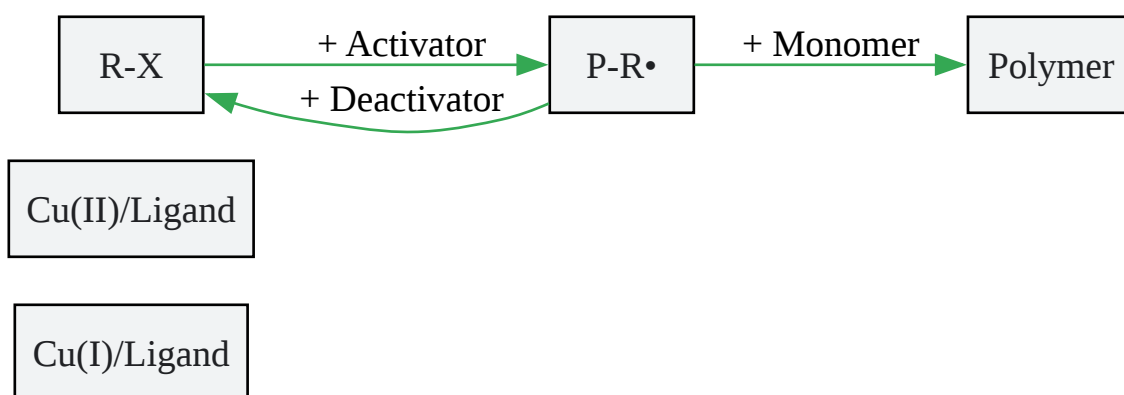 R-X
+ Activator
+ Deactivator
P-R•
+ Monomer
Polymer
Cu(II)/Ligand
Cu(I)/Ligand